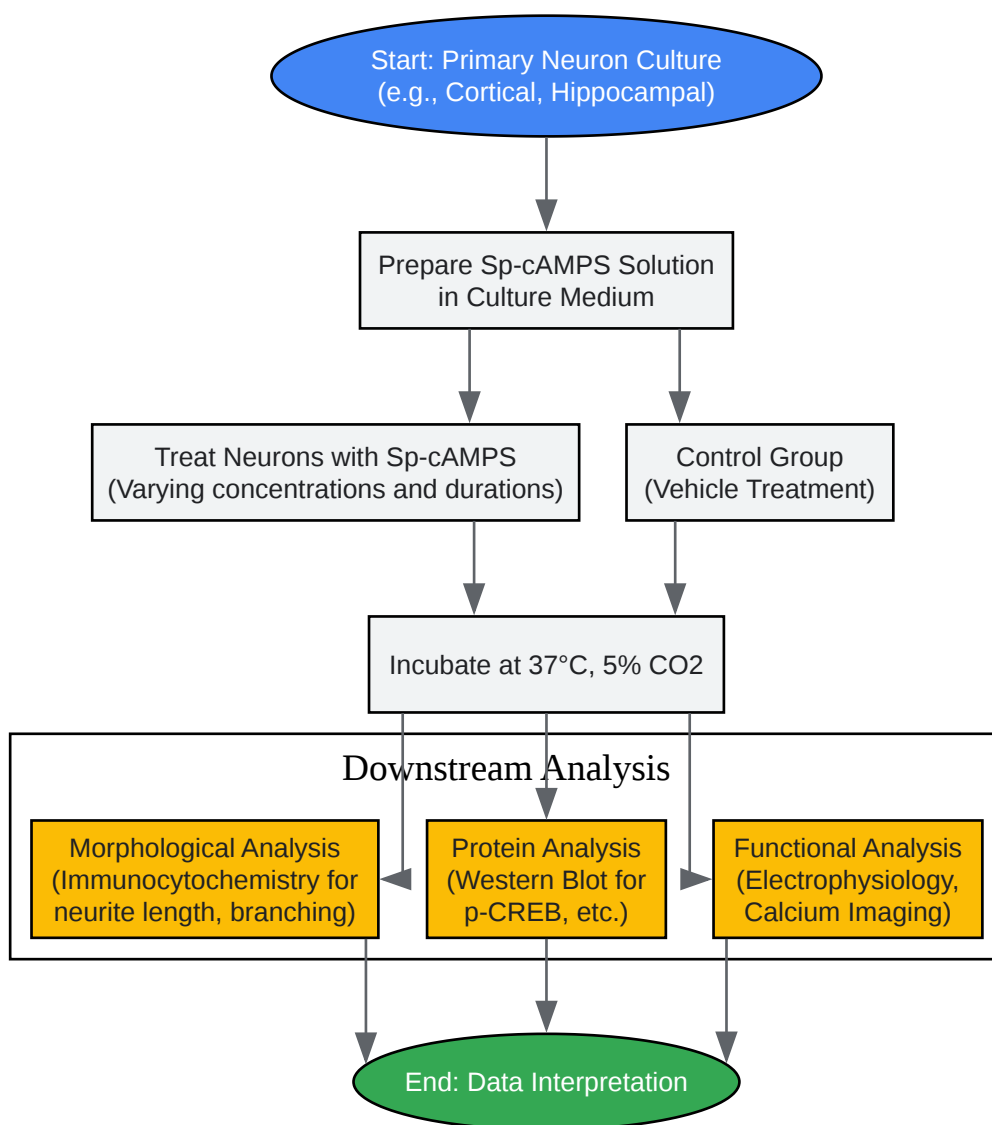 Start: Primary Neuron Culture
(e.g., Cortical, Hippocampal)
Prepare Sp-cAMPS Solution
in Culture Medium
Treat Neurons with Sp-cAMPS
(Varying concentrations and durations)
Control Group
(Vehicle Treatment)
Incubate at 37°C, 5% CO2
Downstream Analysis
Morphological Analysis
(Immunocytochemistry for
neurite length, branching)
Protein Analysis
(Western Blot for
p-CREB, etc.)
Functional Analysis
(Electrophysiology,
Calcium Imaging)
End: Data Interpretation